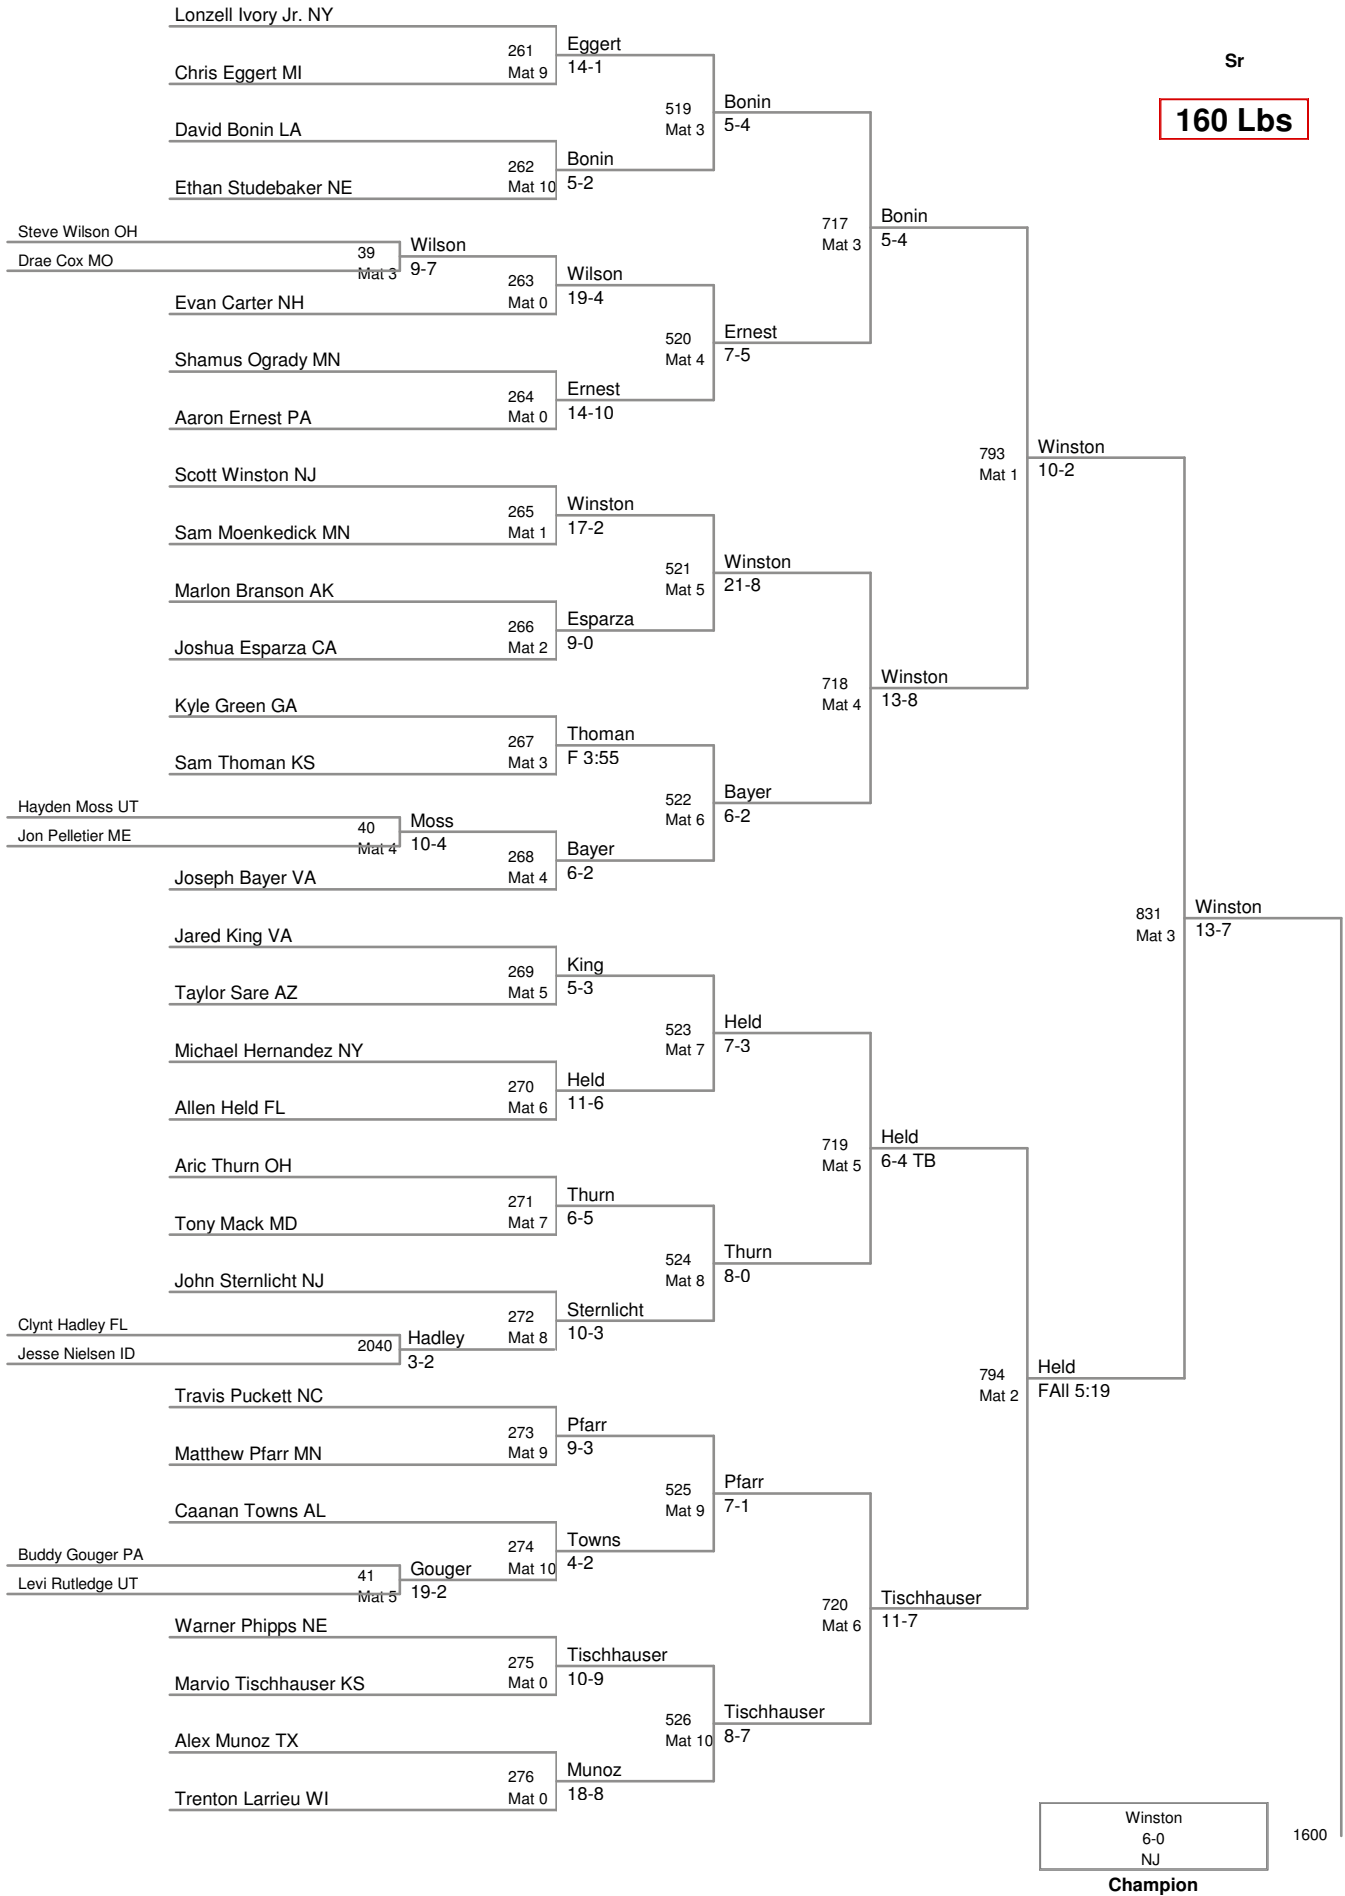 Lonzell Ivory Jr. NY
261
Eggert
Chris Eggert MI
Mat 9
14-1
Sr
519
Bonin
David Bonin LA
Mat 3
5-4
160 Lbs
262
Bonin
Ethan Studebaker NE
Mat 10
5-2
Steve Wilson OH
39
Wilson
717
Bonin
Drae Cox MO
Mat 3
9-7
Mat 3
5-4
263
Wilson
Evan Carter NH
Mat 0
19-4
520
Ernest
Shamus Ogrady MN
Mat 4
7-5
264
Ernest
Aaron Ernest PA
Mat 0
14-10
793
Winston
Scott Winston NJ
Mat 1
10-2
265
Winston
Sam Moenkedick MN
Mat 1
17-2
521
Winston
Marlon Branson AK
Mat 5
21-8
266
Esparza
Joshua Esparza CA
Mat 2
9-0
718
Winston
Kyle Green GA
Mat 4
13-8
267
Thoman
Sam Thoman KS
Mat 3
F 3:55
Hayden Moss UT
522
Bayer
Jon Pelletier ME
40
Moss
Mat 6
6-2
Mat 4
10-4
268
Bayer
Joseph Bayer VA
Mat 4
6-2
831
Winston
Jared King VA
Mat 3
13-7
269
King
Taylor Sare AZ
Mat 5
5-3
523
Held
Michael Hernandez NY
Mat 7
7-3
270
Held
Allen Held FL
Mat 6
11-6
719
Held
Aric Thurn OH
Mat 5
6-4 TB
271
Thurn
Tony Mack MD
Mat 7
6-5
524
Thurn
John Sternlicht NJ
Mat 8
8-0
Clynt Hadley FL
272
Sternlicht
Jesse Nielsen ID
2040
Hadley
Mat 8
10-3
3-2
794
Held
Travis Puckett NC
Mat 2
FAll 5:19
273
Pfarr
Matthew Pfarr MN
Mat 9
9-3
525
Pfarr
Caanan Towns AL
Mat 9
7-1
Buddy Gouger PA
274
Towns
Levi Rutledge UT
41
Gouger
Mat 10
4-2
Mat 5
19-2
720
Tischhauser
Warner Phipps NE
Mat 6
11-7
275
Tischhauser
Marvio Tischhauser KS
Mat 0
10-9
526
Tischhauser
Alex Munoz TX
Mat 10
8-7
276
Munoz
Trenton Larrieu WI
Mat 0
18-8
Winston
6-0
1600
NJ
Champion